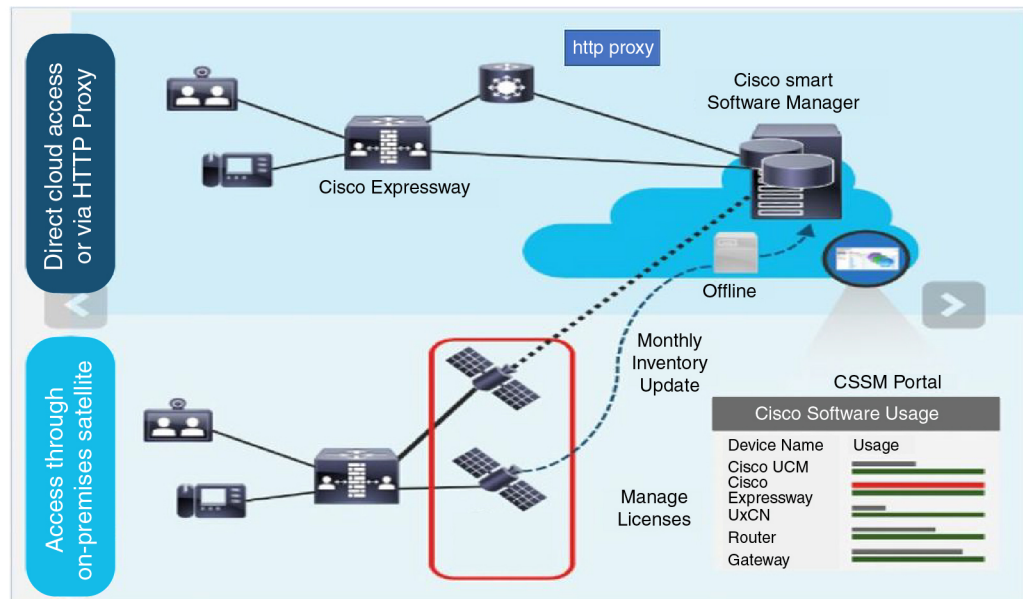 Direct cloud access
or via HTTP Proxy
http proxy
Cisco smart
Software Manager
Cisco Expressway
Offline
Access through
on-premises satellite
Monthly
Inventory
Update
Manage
Licenses
CSSM Portal
Cisco Software Usage
Device Name Usage
Cisco UCM
Cisco
Expressway
UxCN
Router
Gateway